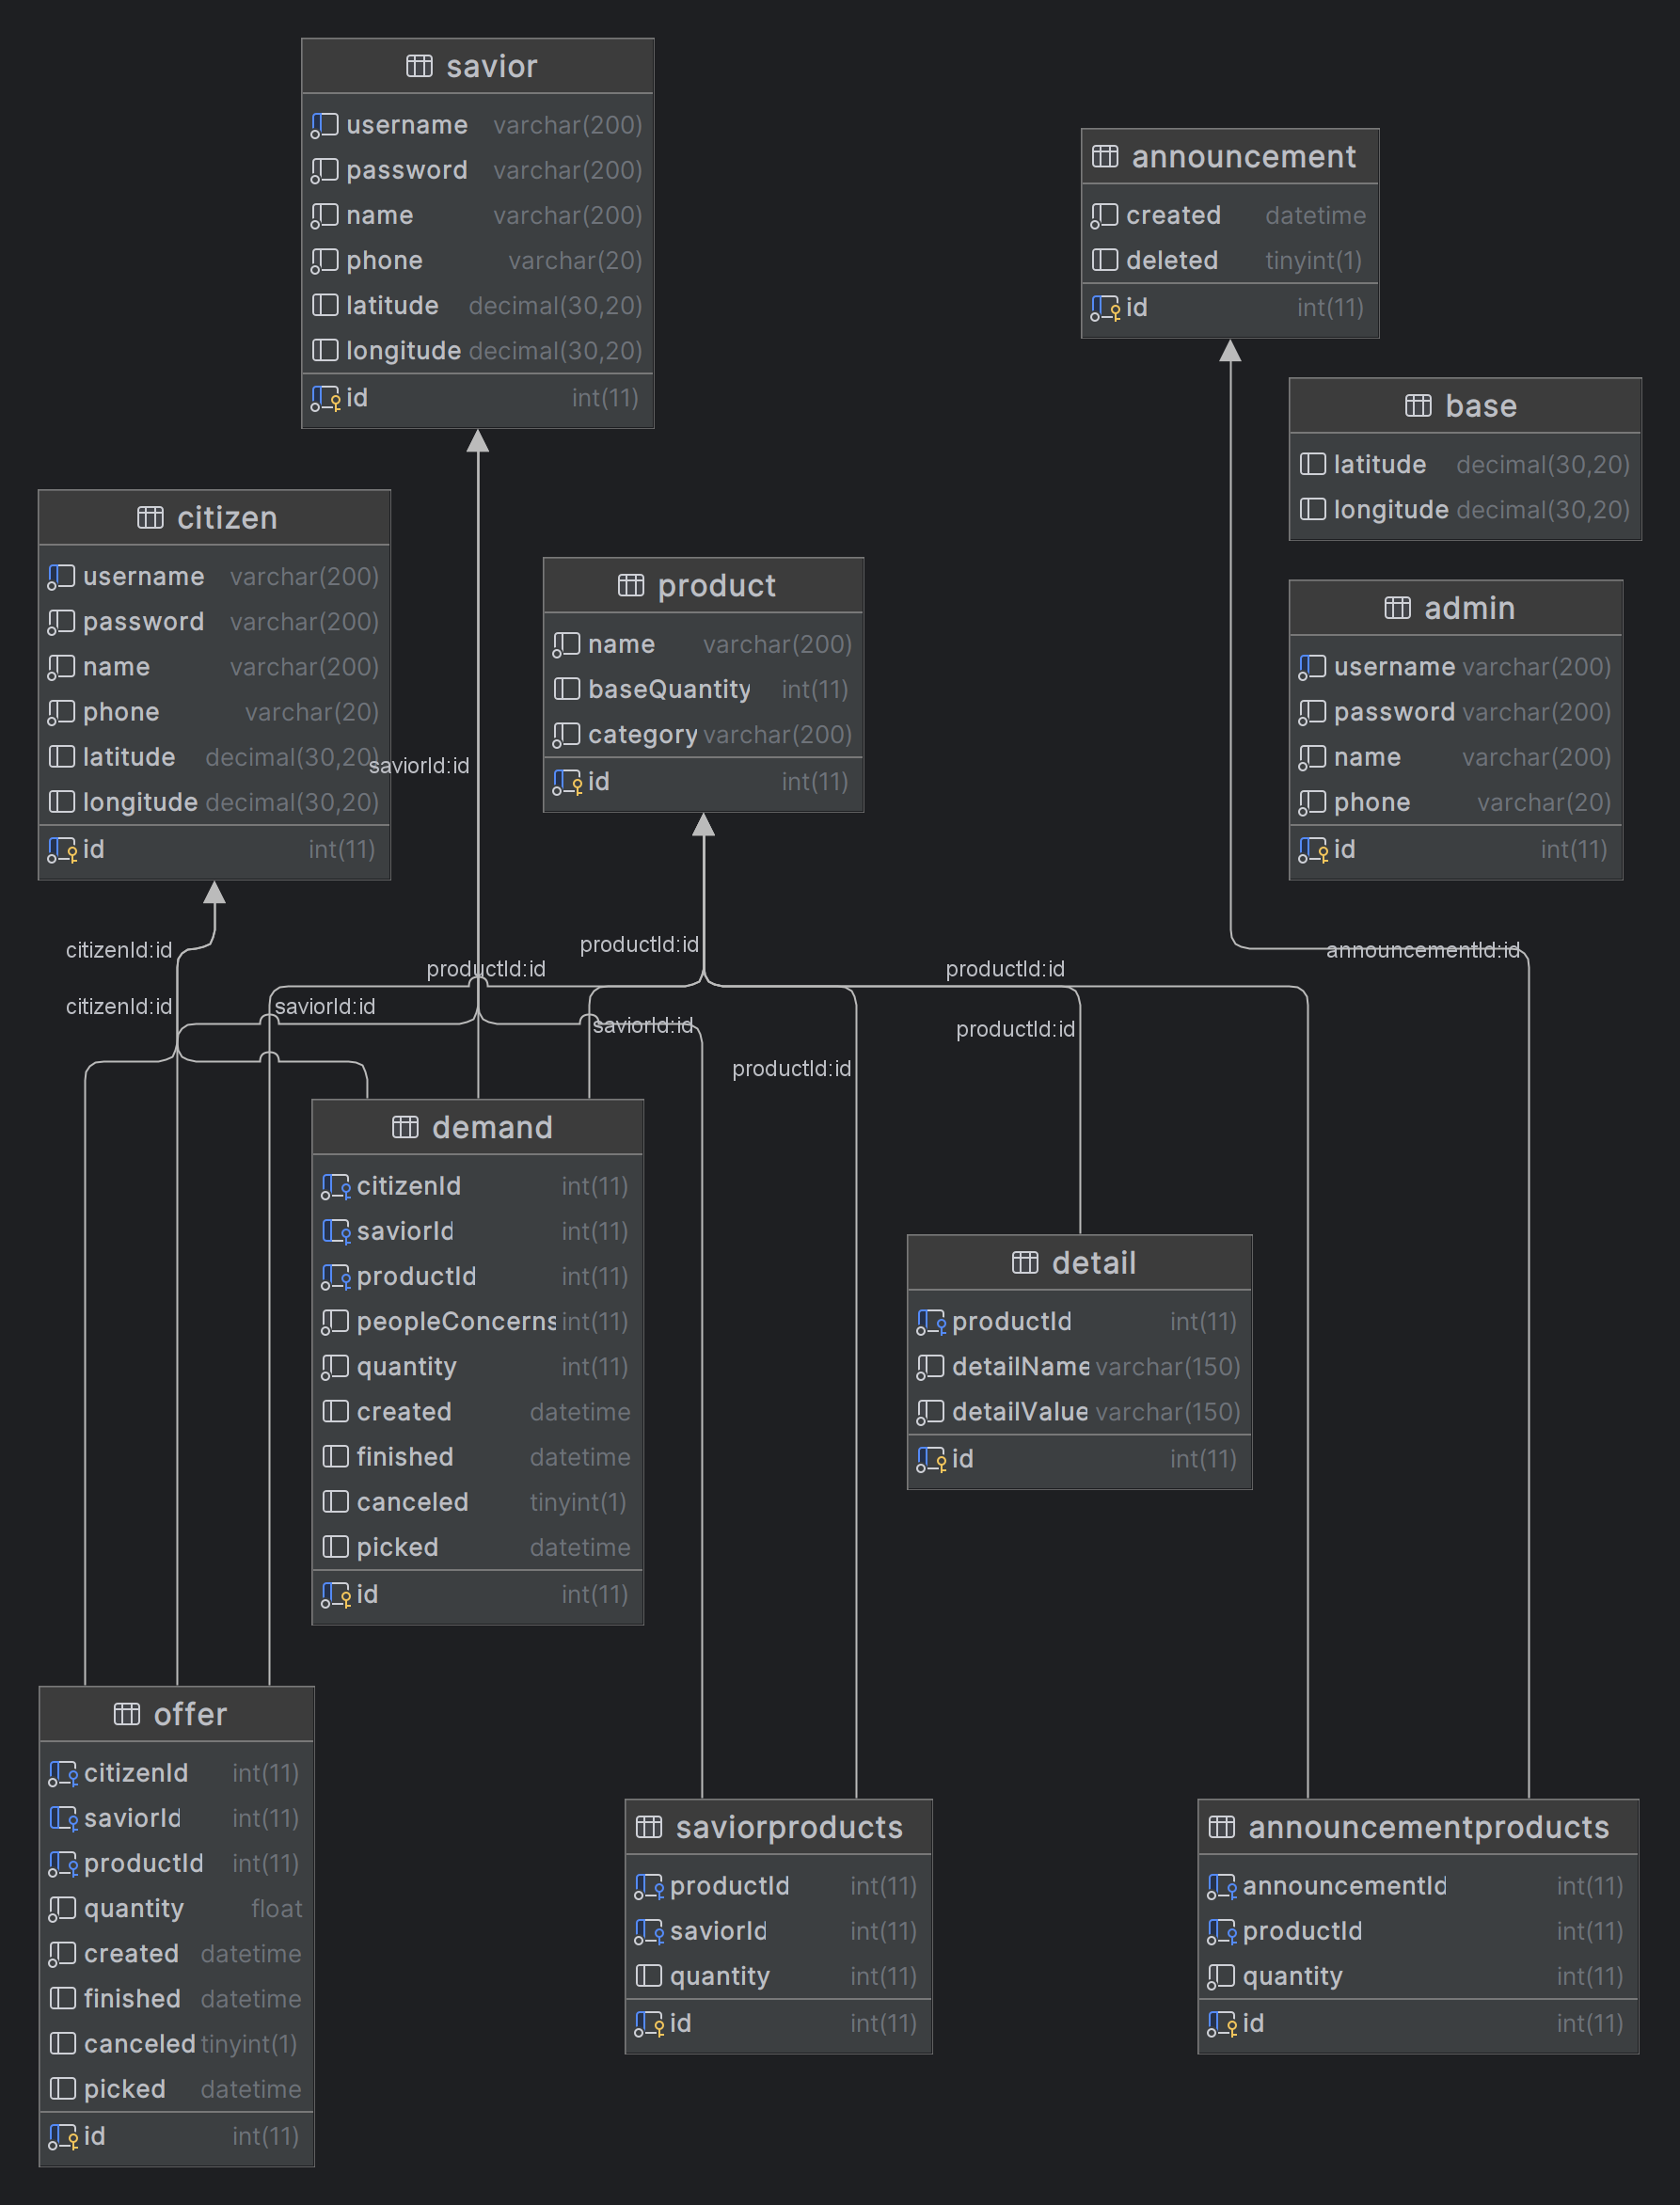 savior
username varchar(200)
password varchar(200)
name varchar(200)
phone varchar(20)
latitude decimal(30,20)
longitude decimal(30,20)
id int(11)
announcement
created datetime
deleted tinyint(1)
id int(11)
base
latitude decimal(30,20)
longitude decimal(30,20)
citizen
username varchar(200)
password varchar(200)
name varchar(200)
phone varchar(20)
latitude decimal(30,20)
longitude decimal(30,20)
id int(11)
saviorId:id
product
name varchar(200)
baseQuantity int(11)
category varchar(200)
id int(11)
admin
username varchar(200)
password varchar(200)
name varchar(200)
phone varchar(20)
id int(11)
citizenId:id
productId:id
announcementId:id
productId:id
productId:id
citizenId:id
saviorId:id
saviorId:id
productId:id
productId:id
demand
citizenId int(11)
saviorId int(11)
productId int(11)
peopleConcerns int(11)
quantity int(11)
created datetime
finished datetime
canceled tinyint(1)
picked datetime
id int(11)
detail
productId int(11)
detailName varchar(150)
detailValue varchar(150)
id int(11)
offer
citizenId int(11)
saviorId int(11)
productId int(11)
quantity float
created datetime
finished datetime
canceled tinyint(1)
picked datetime
id int(11)
saviorproducts
productId int(11)
saviorId int(11)
quantity int(11)
id int(11)
announcementproducts
announcementId int(11)
productId int(11)
quantity int(11)
id int(11)